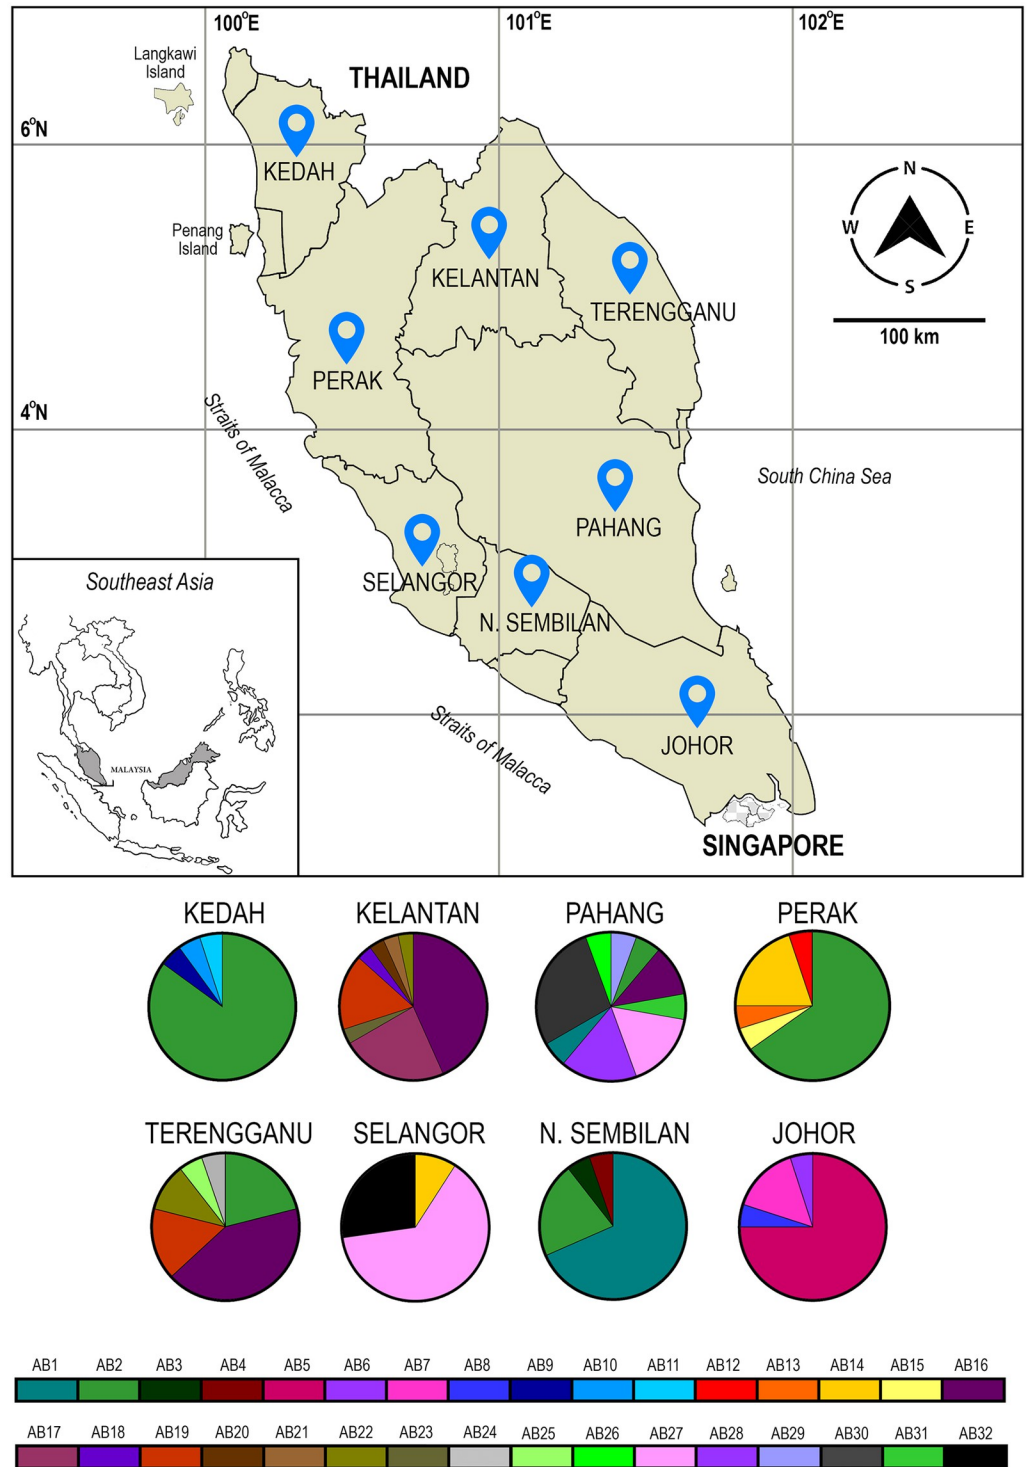 100°E 101°E 102°E
Langkawi
Island
THAILAND
6°N
KEDAH
N
W E
S
Penang
Island
KELANTAN
TERENGGANU
100 km
PERAK
4°N
Straits of Malacca
South China Sea
PAHANG
SELANGOR
N. SEMBILAN
Southeast Asia
Straits of Malacca
JOHOR
MALAYSIA
SINGAPORE
KEDAH KELANTAN PAHANG PERAK
TERENGGANU SELANGOR N. SEMBILAN JOHOR
AB1 AB2 AB3 AB4 AB5 AB6 AB7 AB8 AB9 AB10 AB11 AB12 AB13 AB14 AB15 AB16
AB17 AB18 AB19 AB20 AB21 AB22 AB23 AB24 AB25 AB26 AB27 AB28 AB29 AB30 AB31 AB32